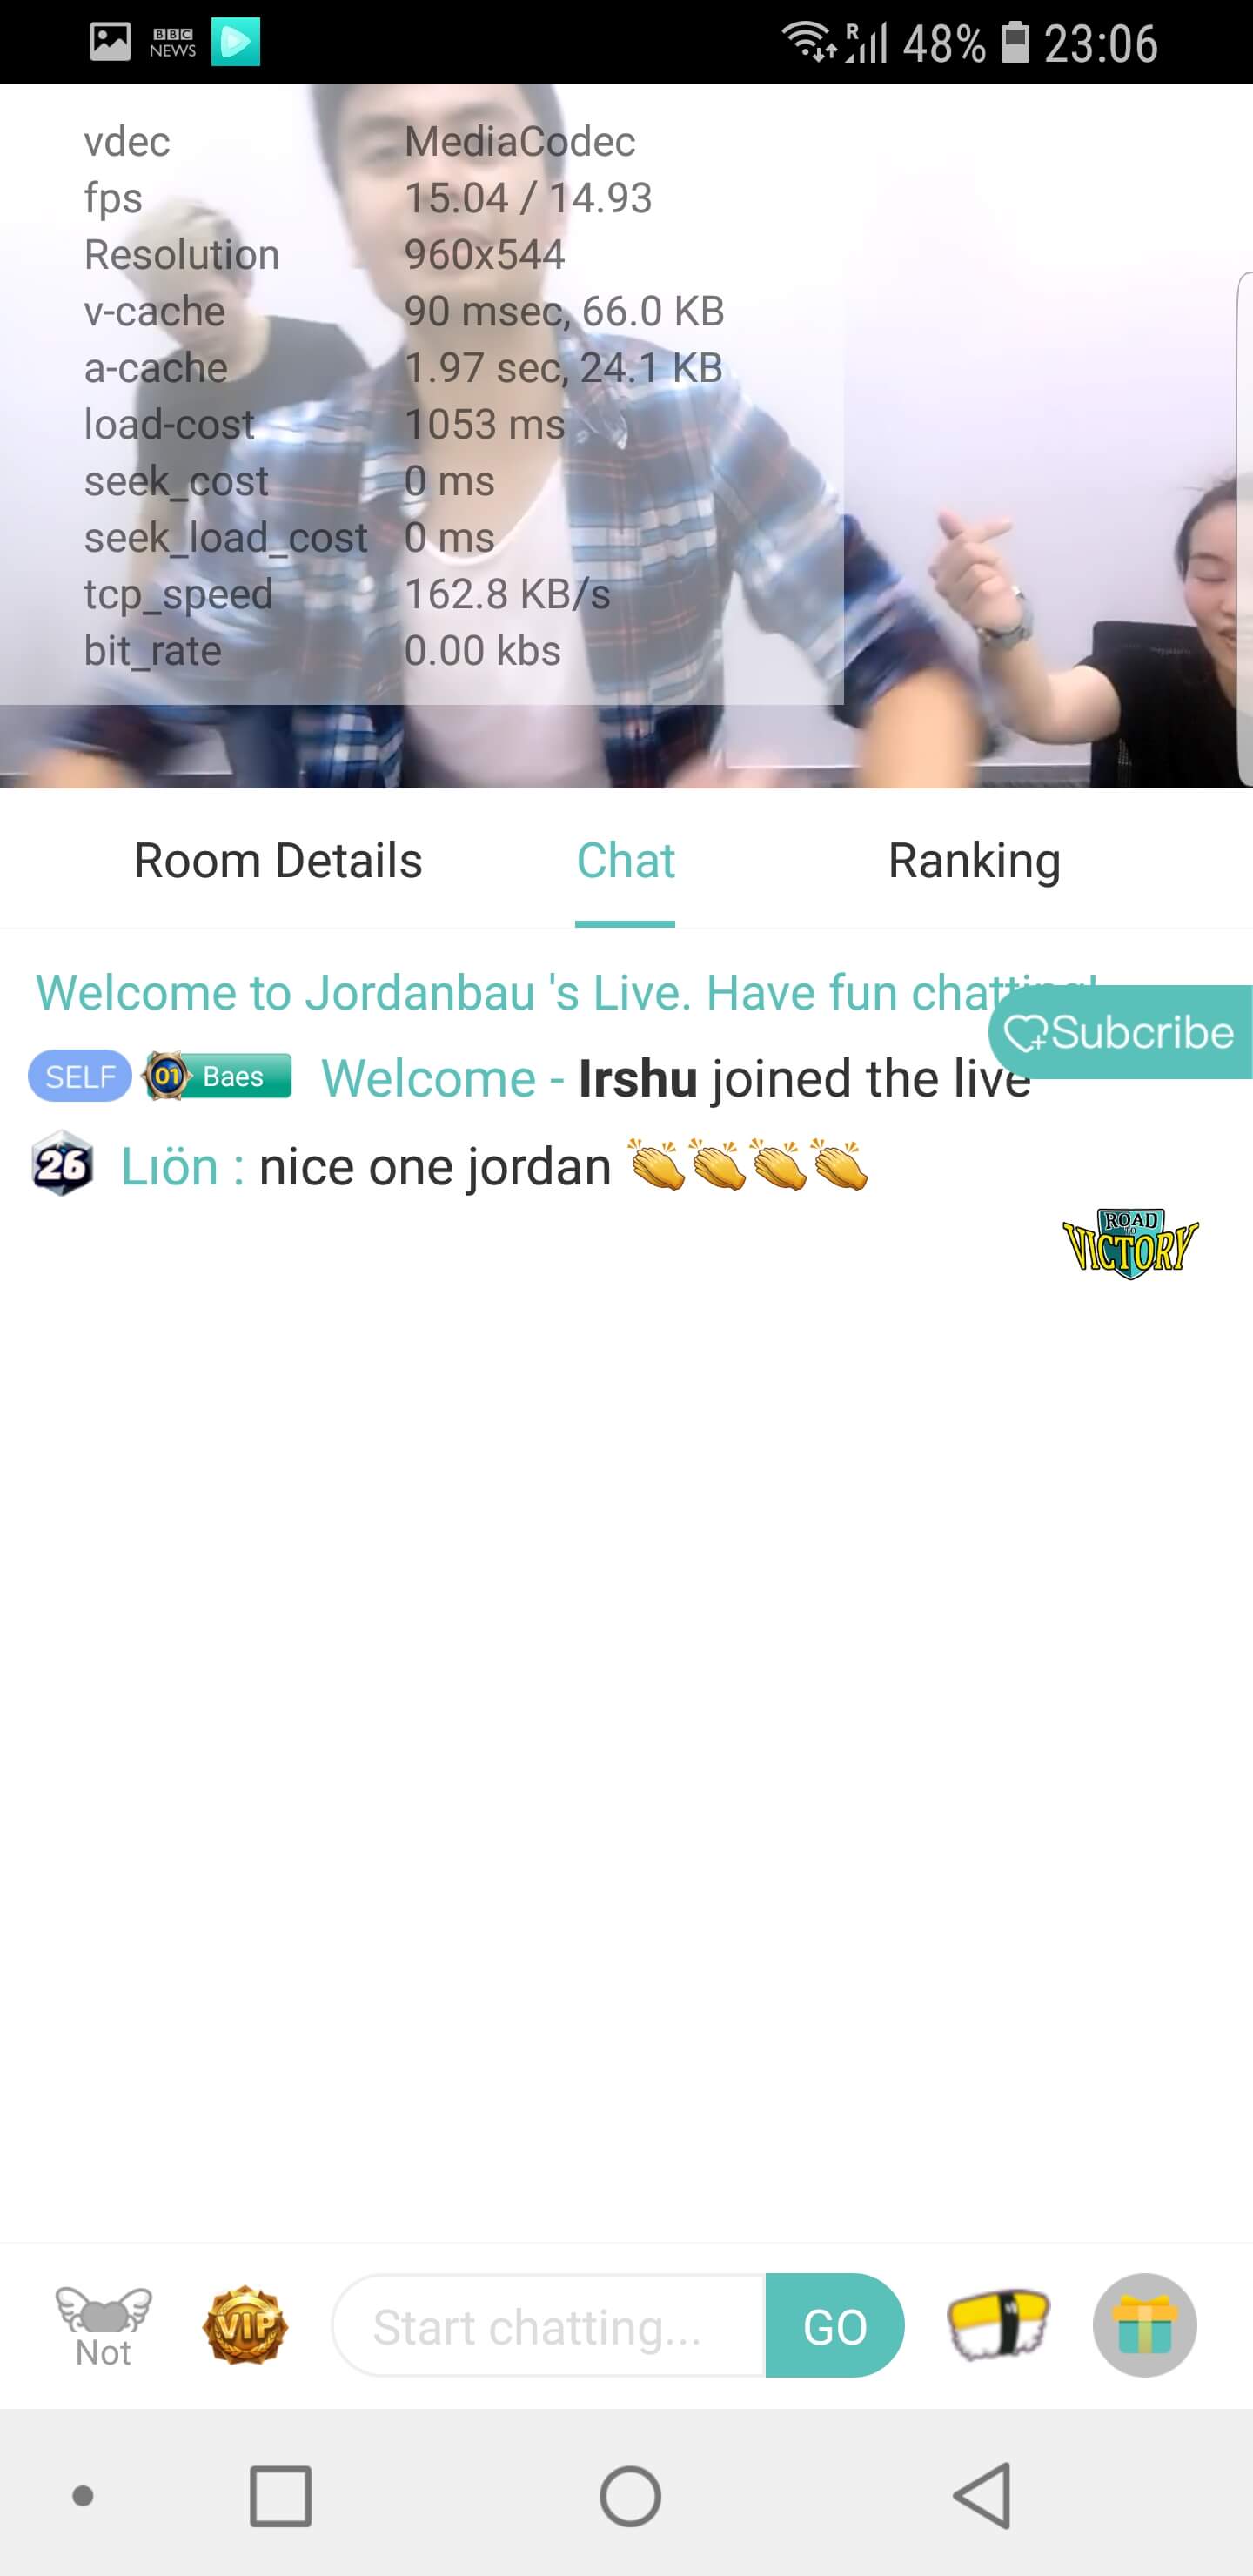 BBC NEWS R 48% 23:06
vdec MediaCodec
fps 15.04 / 14.93
Resolution 960x544
v-cache 90 msec, 66.0 KB
a-cache 1.97 sec, 24.1 KB
load-cost 1053 ms
seek_cost 0 ms
seek_load_cost 0 ms
tcp_speed 162.8 KB/s
bit_rate 0.00 kbs
Room Details Chat Ranking
Welcome to Jordanbau 's Live. Have fun chatting!
Subcribe
SELF 01 Baes Welcome - Irshu joined the live
26 Lıön : nice one jordan 👏👏👏👏
ROAD
TO
VICTORY
Not VIP Start chatting... GO